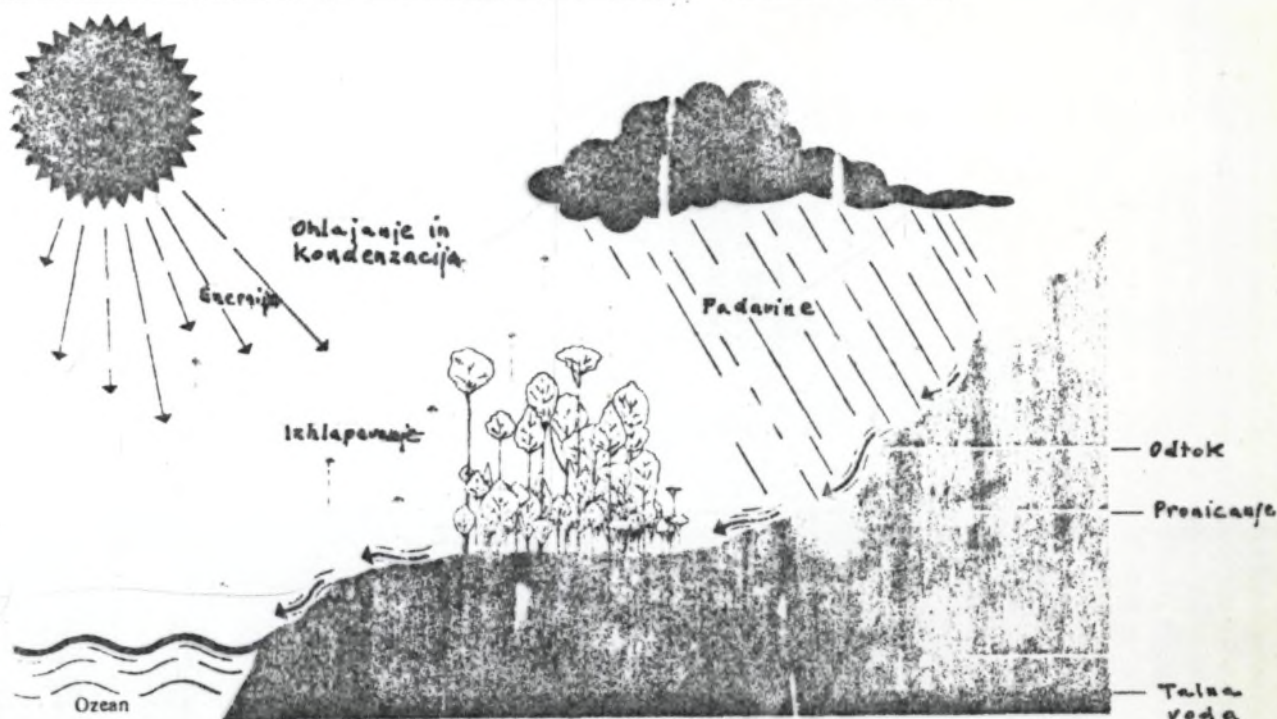 Ohlajanje in
kondenzacija
Energija
Padavine
Izhlapevanje
Odtok
Pronicanje
Talna
voda
Ozean